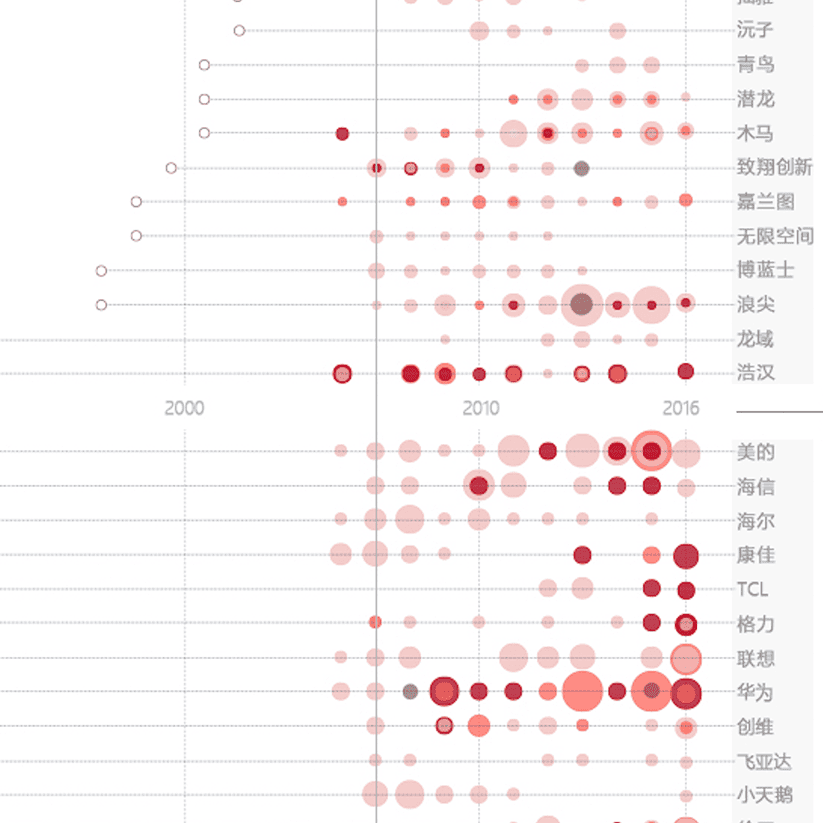 沅子
青鸟
潜龙
木马
致翔创新
嘉兰图
无限空间
博蓝士
浪尖
龙域
浩汉
2000 2010 2016
美的
海信
海尔
康佳
TCL
格力
联想
华为
创维
飞亚达
小天鹅